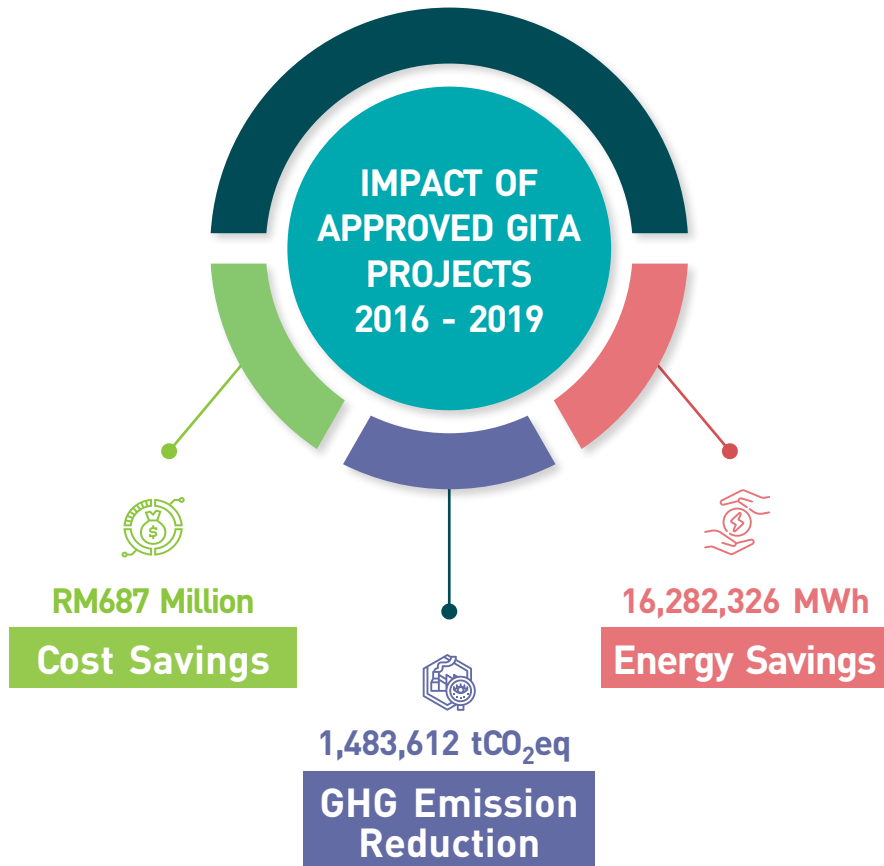 IMPACT OF
APPROVED GITA
PROJECTS
2016 - 2019
RM687 Million
Cost Savings
16,282,326 MWh
Energy Savings
1,483,612 tCO₂eq
GHG Emission
Reduction